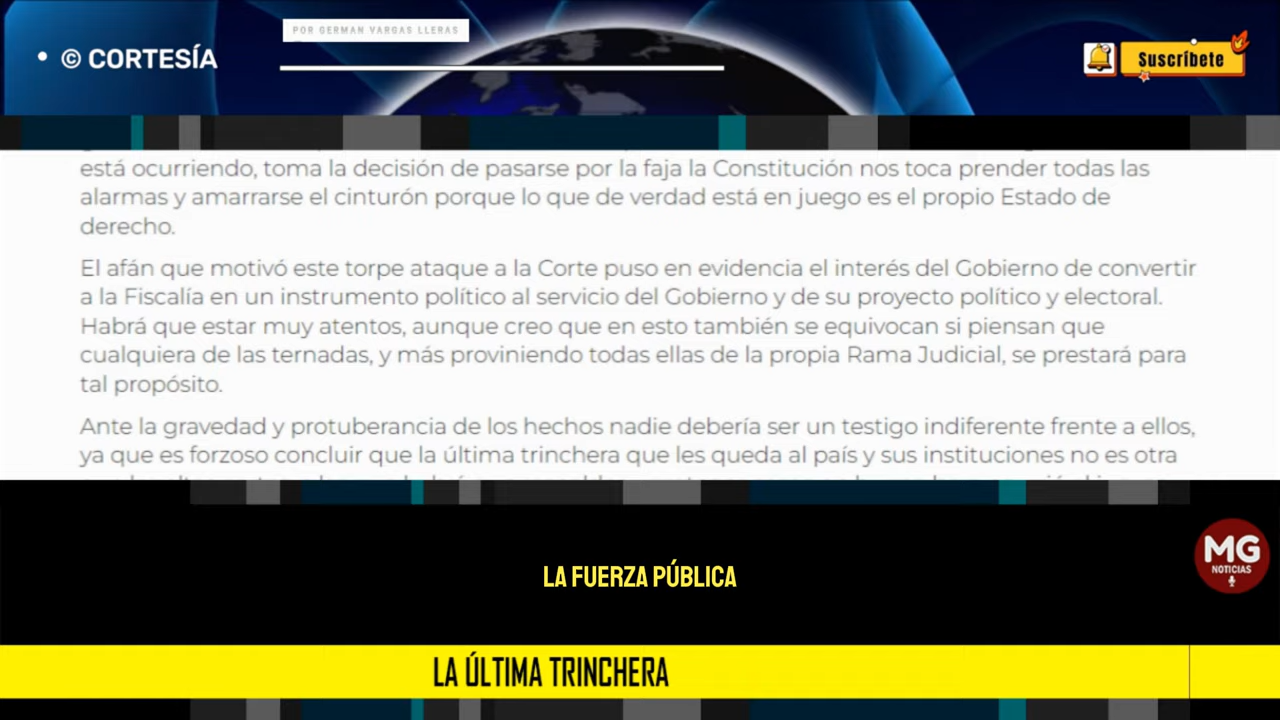 POR GERMAN VARGAS LLERAS
• © CORTESÍA
Suscríbete
está ocurriendo, toma la decisión de pasarse por la faja la Constitución nos toca prender todas las
alarmas y amarrarse el cinturón porque lo que de verdad está en juego es el propio Estado de
derecho.
El afán que motivó este torpe ataque a la Corte puso en evidencia el interés del Gobierno de convertir
a la Fiscalía en un instrumento político al servicio del Gobierno y de su proyecto político y electoral.
Habrá que estar muy atentos, aunque creo que en esto también se equivocan si piensan que
cualquiera de las ternadas, y más proviniendo todas ellas de la propia Rama Judicial, se prestará para
tal propósito.
Ante la gravedad y protuberancia de los hechos nadie debería ser un testigo indiferente frente a ellos,
ya que es forzoso concluir que la última trinchera que les queda al país y sus instituciones no es otra
MG
NOTICIAS
LA FUERZA PÚBLICA
LA ÚLTIMA TRINCHERA